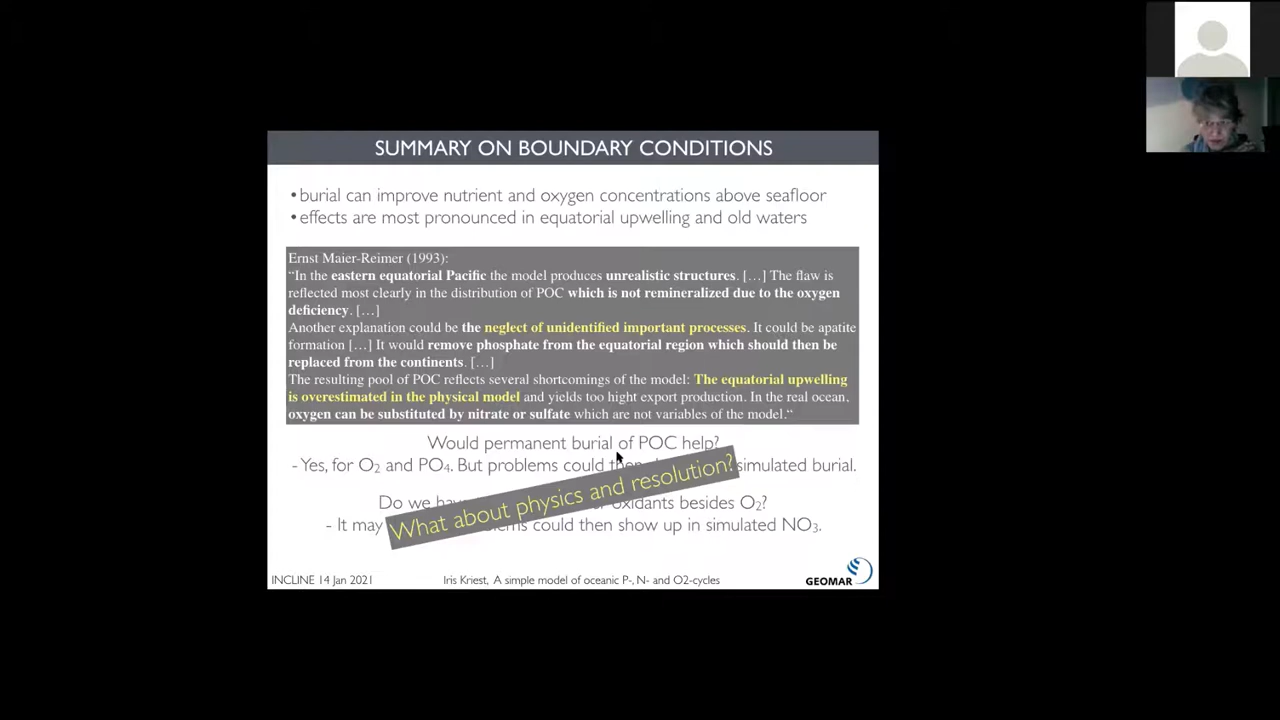 SUMMARY ON BOUNDARY CONDITIONS
•burial can improve nutrient and oxygen concentrations above seafloor
•effects are most pronounced in equatorial upwelling and old waters
Ernst Maier-Reimer (1993):
“In the eastern equatorial Pacific the model produces unrealistic structures. […] The flaw is
reflected most clearly in the distribution of POC which is not remineralized due to the oxygen
deficiency. […]
Another explanation could be the neglect of unidentified important processes. It could be apatite
formation […] It would remove phosphate from the equatorial region which should then be
replaced from the continents. […]
The resulting pool of POC reflects several shortcomings of the model: The equatorial upwelling
is overestimated in the physical model and yields too hight export production. In the real ocean,
oxygen can be substituted by nitrate or sulfate which are not variables of the model.“
Would permanent burial of POC help?
- Yes, for O₂ and PO₄. But problems could simulated burial.
What about physics and resolution?
Do we oxidants besides O₂?
- It may could then show up in simulated NO₃.
INCLINE 14 Jan 2021
Iris Kriest, A simple model of oceanic P-, N- and O2-cycles
GEOMAR